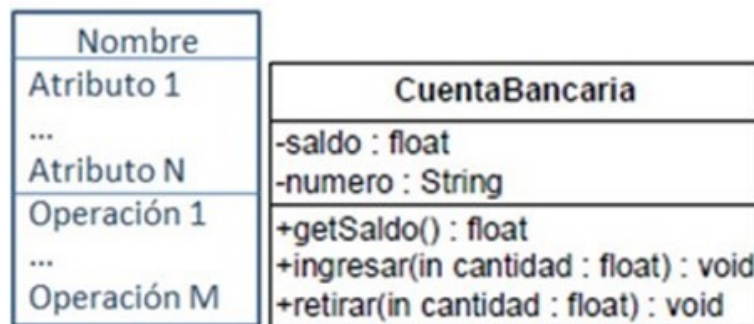 Nombre
Atributo 1
...
Atributo N
Operación 1
...
Operación M
CuentaBancaria
-saldo : float
-numero : String
+getSaldo() : float
+ingresar(in cantidad : float) : void
+retirar(in cantidad : float) : void